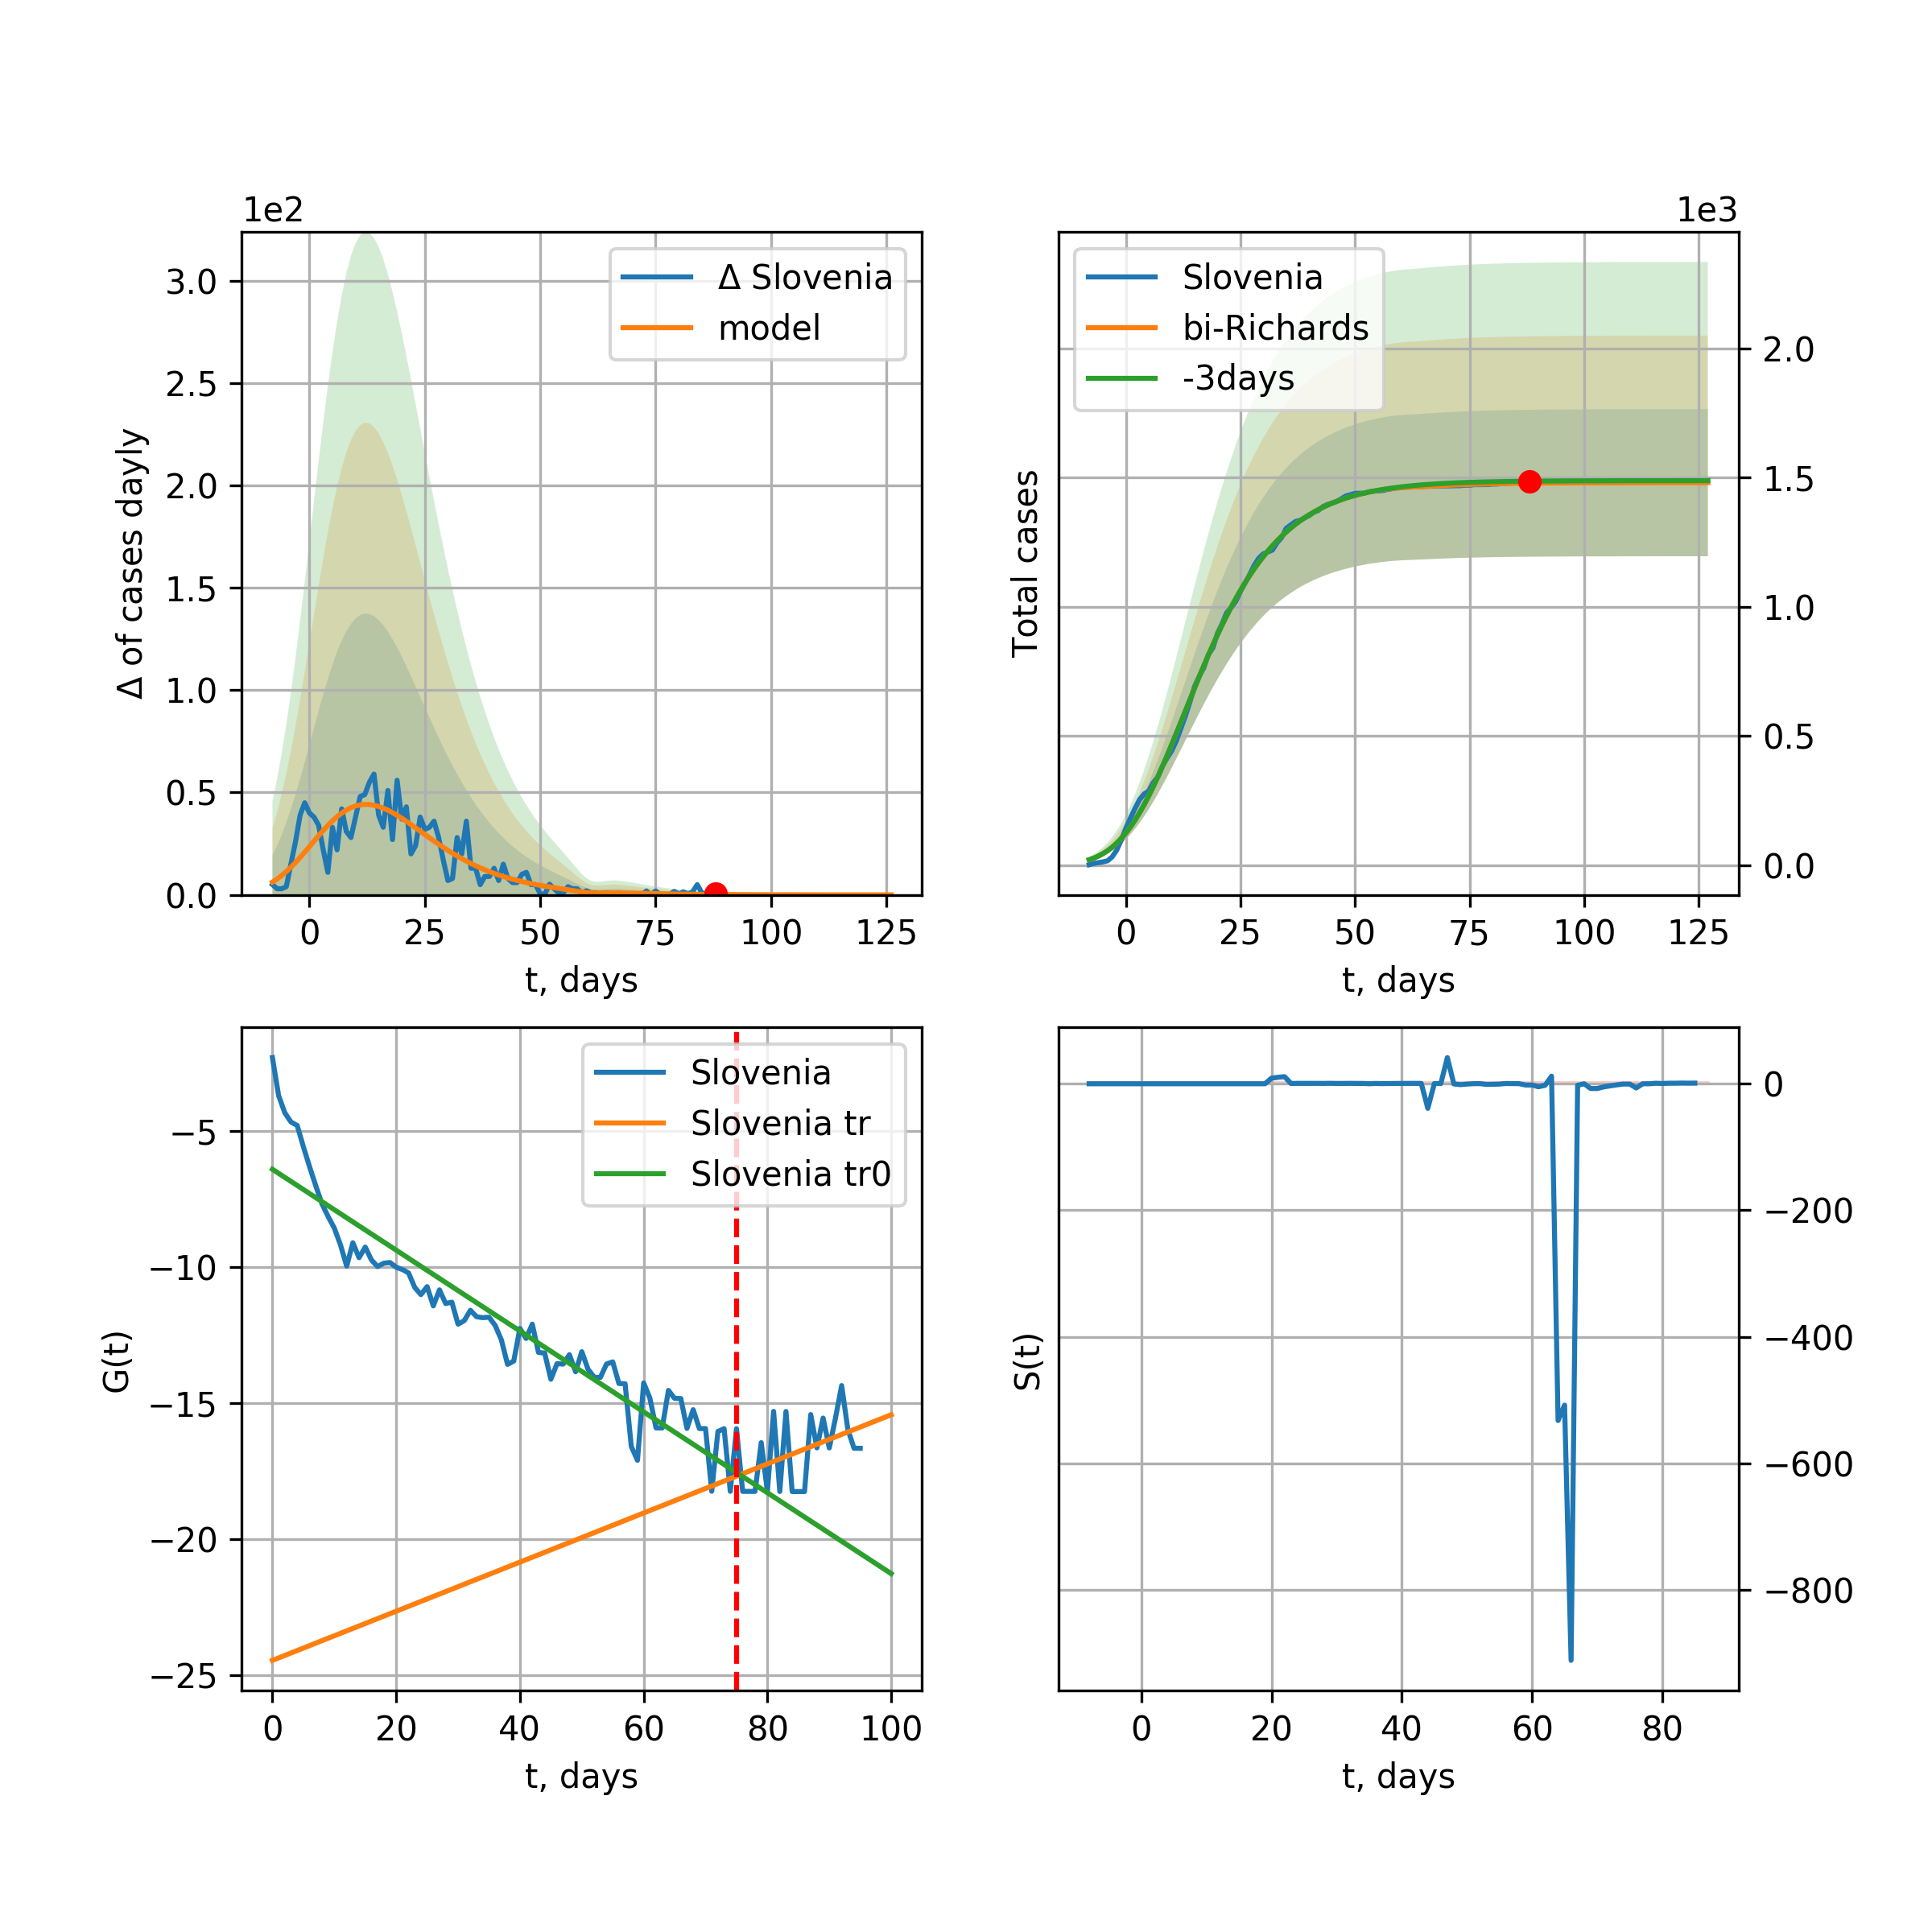 1e2
3.0
2.5
2.0
1.5
1.0
0.5
0.0
Δ of cases dayly
Δ Slovenia
model
0 25 50 75 100 125
t, days
1e3
Total cases
Slovenia
bi-Richards
-3days
2.0
1.5
1.0
0.5
0.0
0 25 50 75 100 125
t, days
G(t)
−5
−10
−15
−20
−25
Slovenia
Slovenia tr
Slovenia tr0
0 20 40 60 80 100
t, days
S(t)
0
−200
−400
−600
−800
0 20 40 60 80
t, days